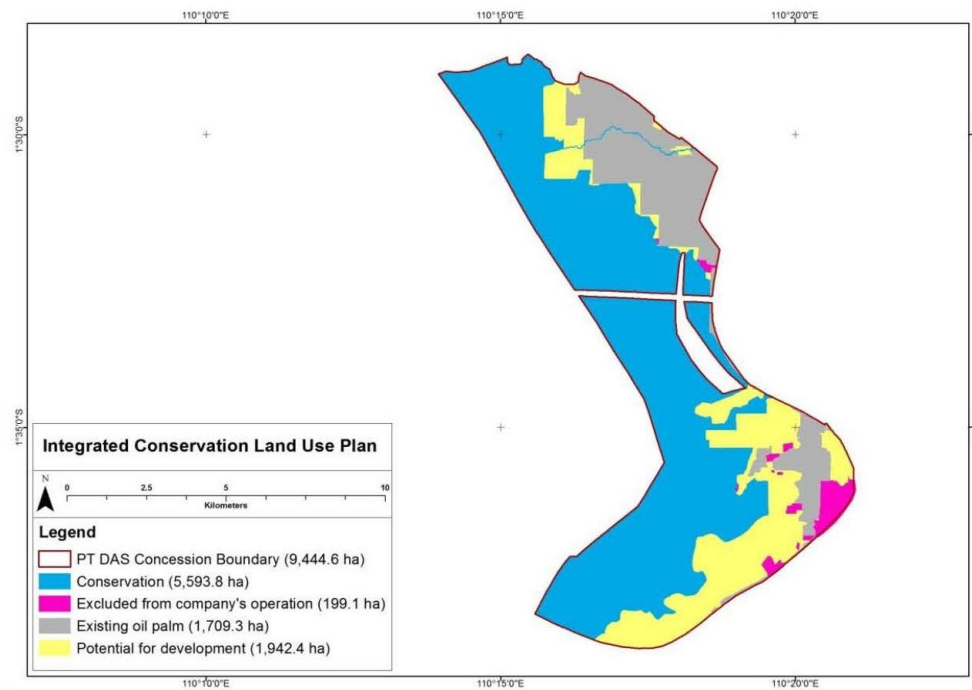 110°10'0"E 110°15'0"E 110°20'0"E
1°30'0"S
1°35'0"S
Integrated Conservation Land Use Plan
N
0 2.5 5 10
Kilometers
Legend
PT DAS Concession Boundary (9,444.6 ha)
Conservation (5,593.8 ha)
Excluded from company's operation (199.1 ha)
Existing oil palm (1,709.3 ha)
Potential for development (1,942.4 ha)
110°10'0"E 110°15'0"E 110°20'0"E